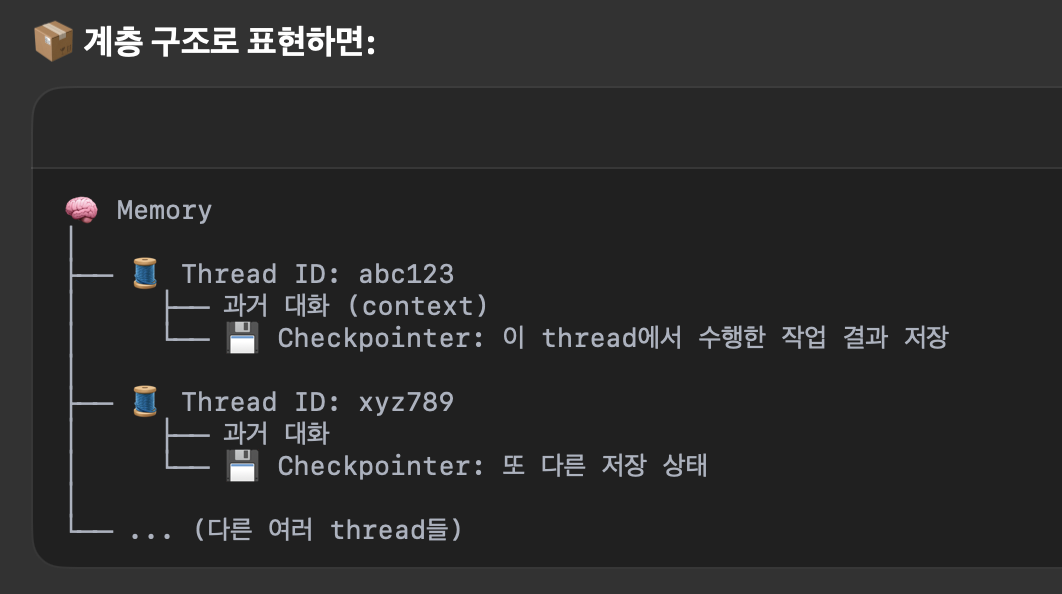 📦 계층 구조로 표현하면:
🧠 Memory
├── 🧵 Thread ID: abc123
├── 과거 대화 (context)
└── 💾 Checkpointer: 이 thread에서 수행한 작업 결과 저장
├── 🧵 Thread ID: xyz789
├── 과거 대화
└── 💾 Checkpointer: 또 다른 저장 상태
└── ... (다른 여러 thread들)